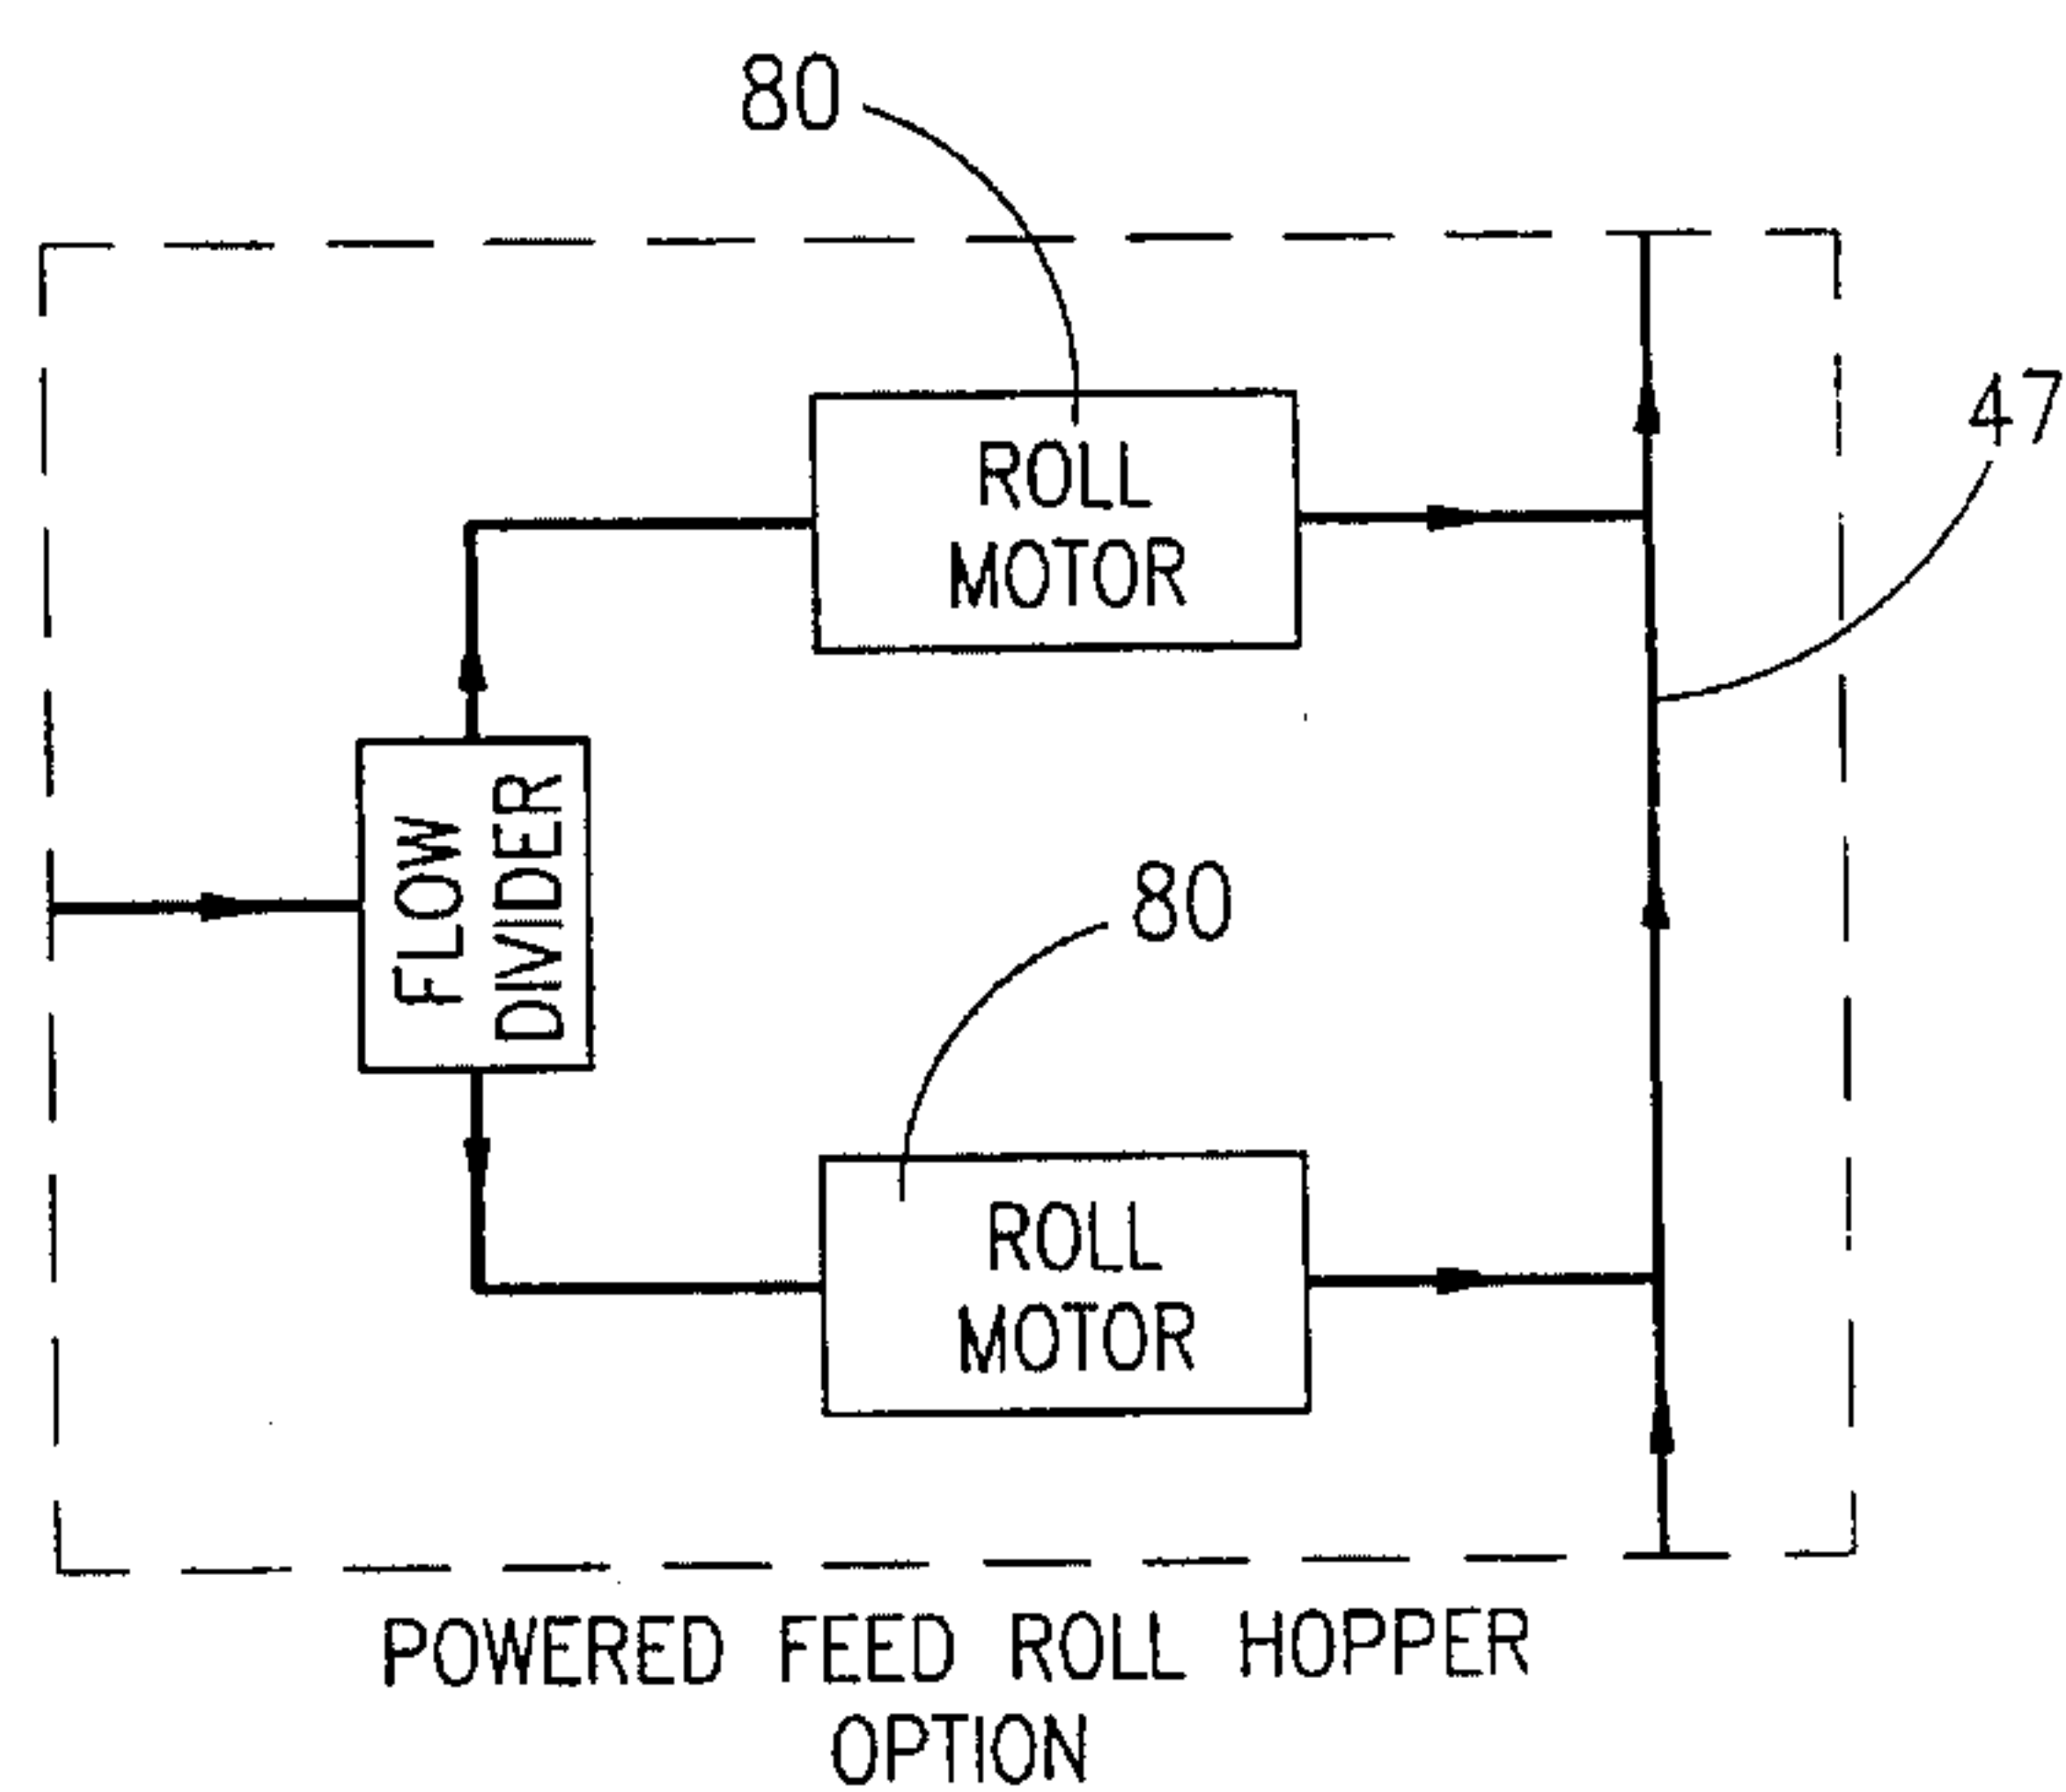 80
47
ROLL
MOTOR
FLOW
DIVIDER
80
ROLL
MOTOR
POWERED FEED ROLL HOPPER
OPTION